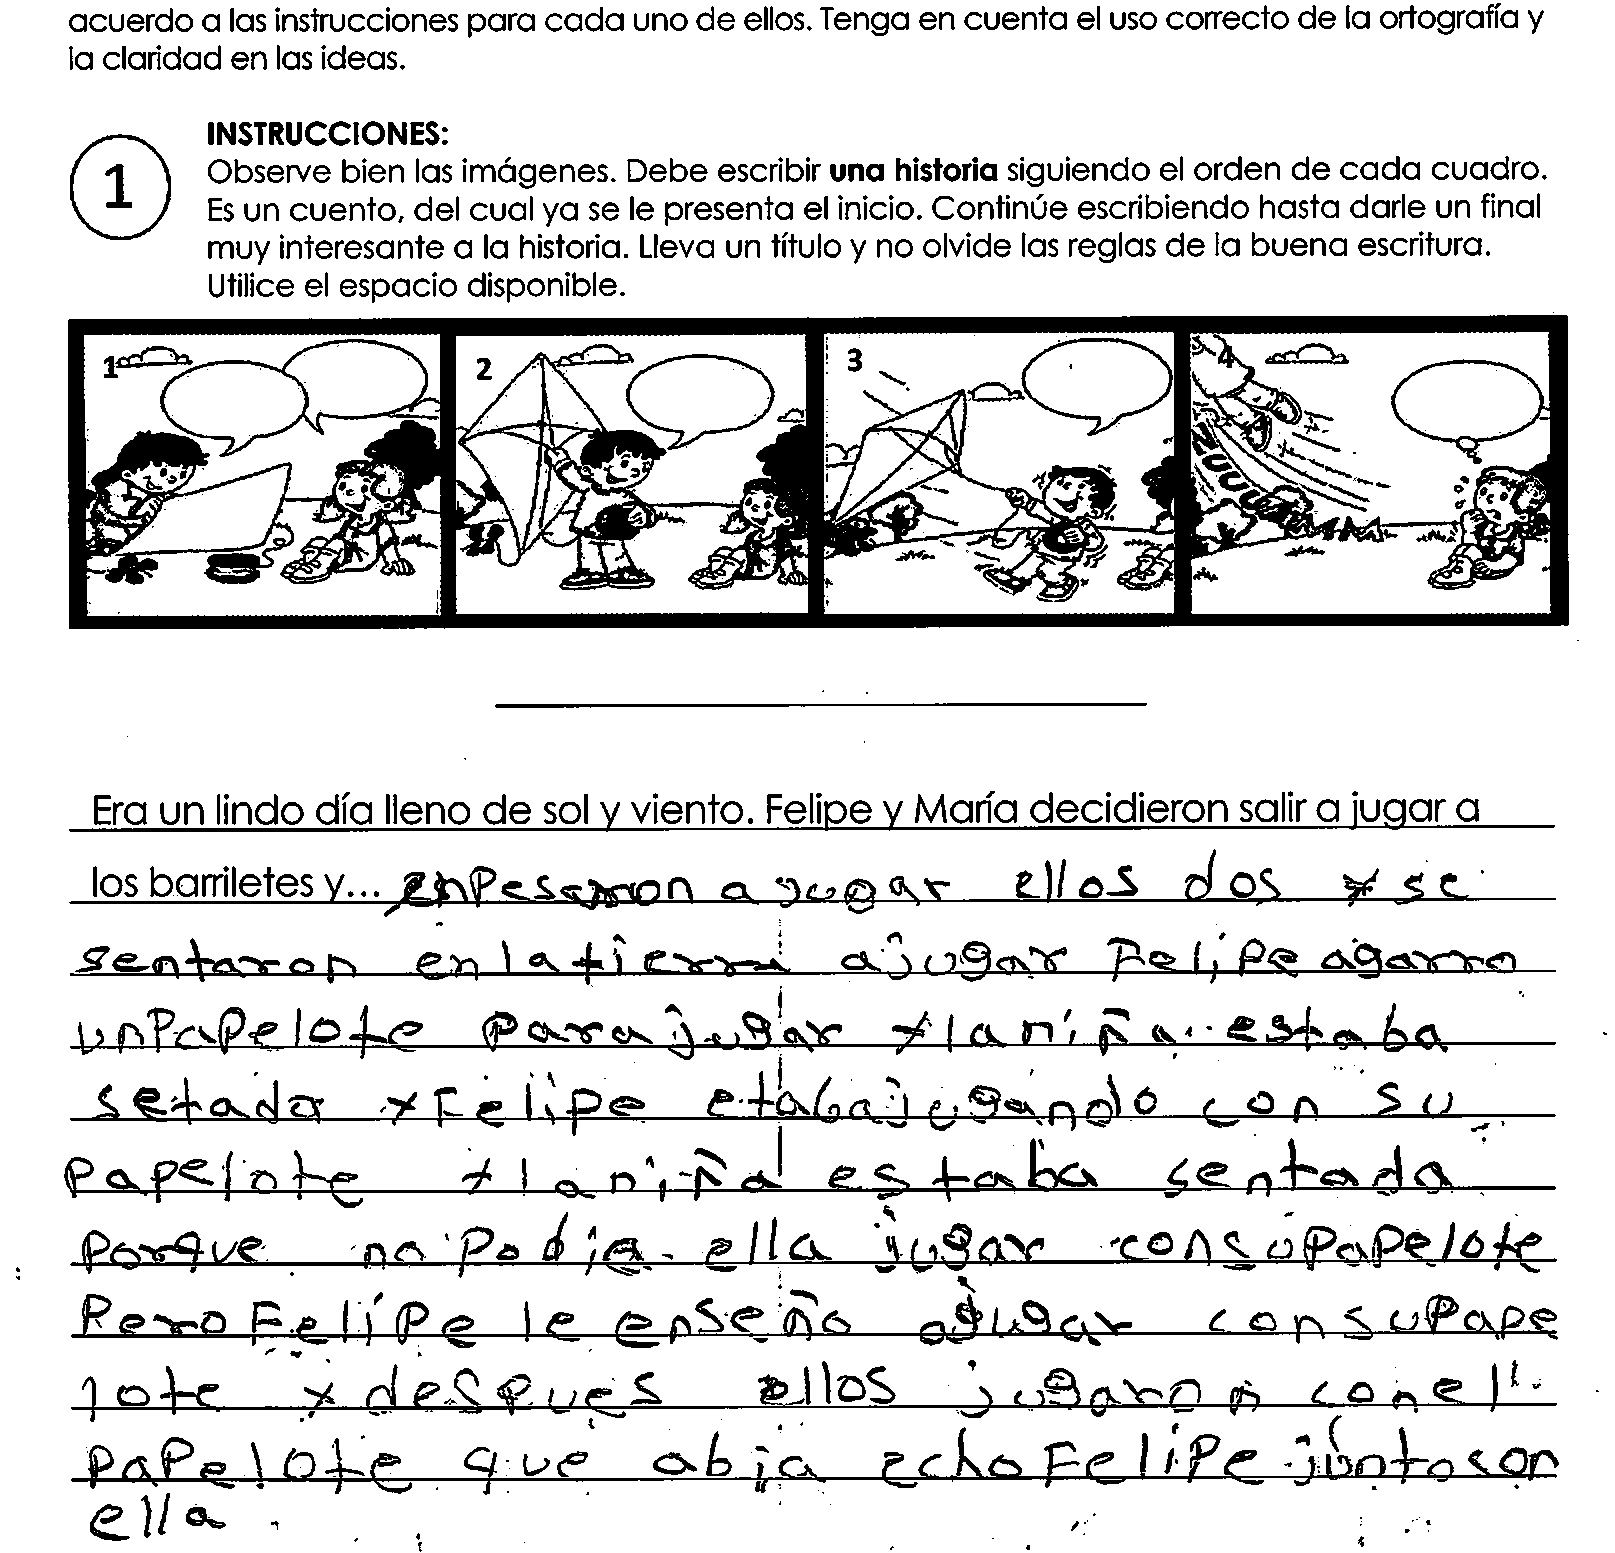 acuerdo a las instrucciones para cada uno de ellos. Tenga en cuenta el uso correcto de la ortografía y
la claridad en las ideas.
1
INSTRUCCIONES:
Observe bien las imágenes. Debe escribir una historia siguiendo el orden de cada cuadro.
Es un cuento, del cual ya se le presenta el inicio. Continúe escribiendo hasta darle un final
muy interesante a la historia. Lleva un título y no olvide las reglas de la buena escritura.
Utilice el espacio disponible.
1 2 3 4
Era un lindo día lleno de sol y viento. Felipe y María decidieron salir a jugar a
los barriletes y... enpesaron a jugar ellos dos y se
sentaron en la tierra a jugar Felipe agarro
un Papelote para jugar y la niña estaba
setada y Felipe etaba jugando con su
papelote y la niña estaba sentada
porque no podia ella jugar con su Papelote
Pero Felipe le enseño a jugar con su Pape
lote y despues ellos jugaron con el
papelote que abia echo Felipe junto con
ella.